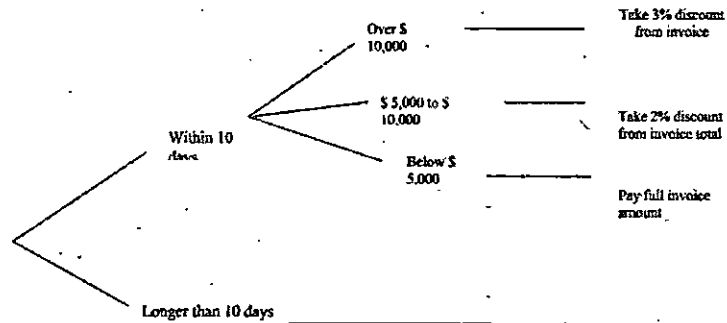 Over $
10,000
Take 3% discount
from invoice
$ 5,000 to $
10,000
Take 2% discount
from invoice total
Within 10
days
Below $
5,000
Pay full invoice
amount
Longer than 10 days